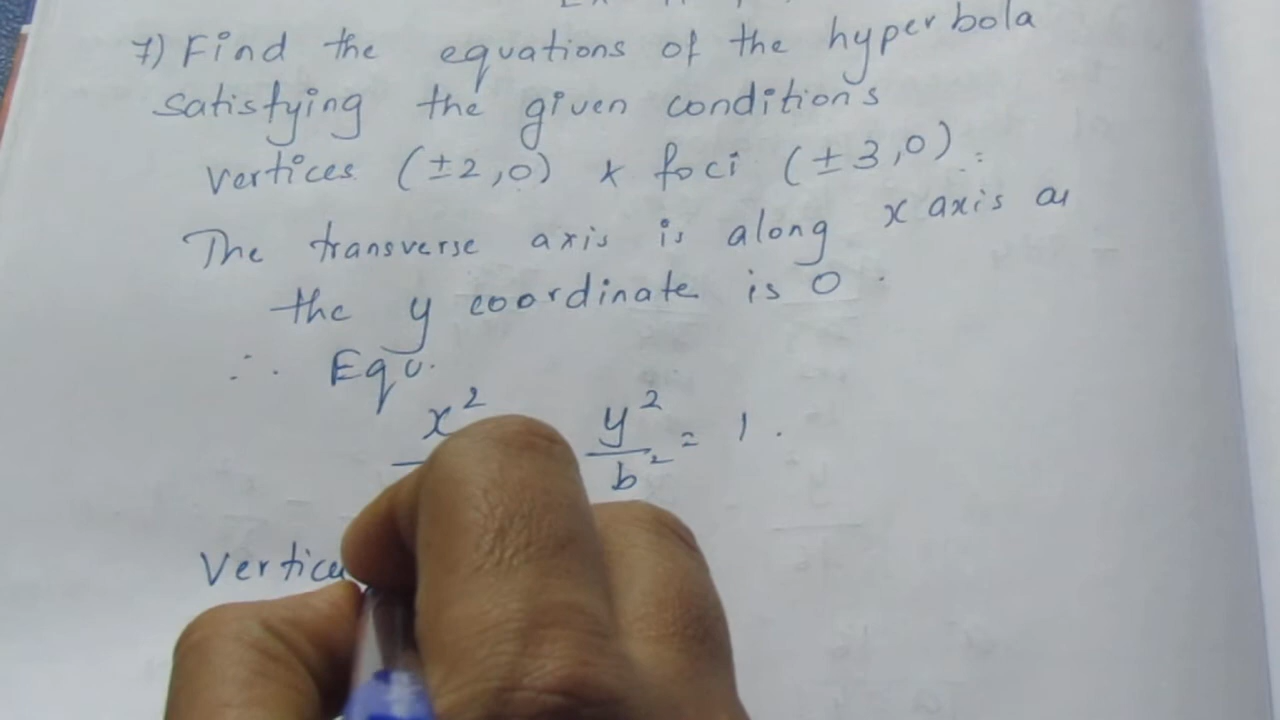 7) Find the equations of the hyperbola
satisfying the given conditions
vertices (±2,0) & foci (±3,0).
The transverse axis is along x axis as
the y coordinate is 0.
∴ Equ.
x² y²/b² = 1.
Vertice